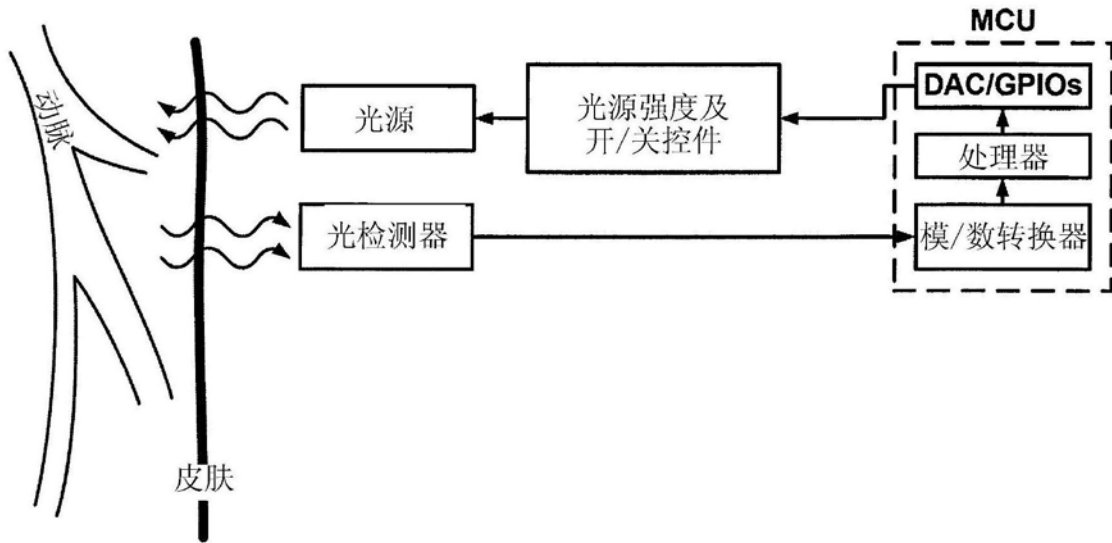 MCU
动脉
光源
光源强度及
开/关控件
DAC/GPIOs
处理器
光检测器
模/数转换器
皮肤